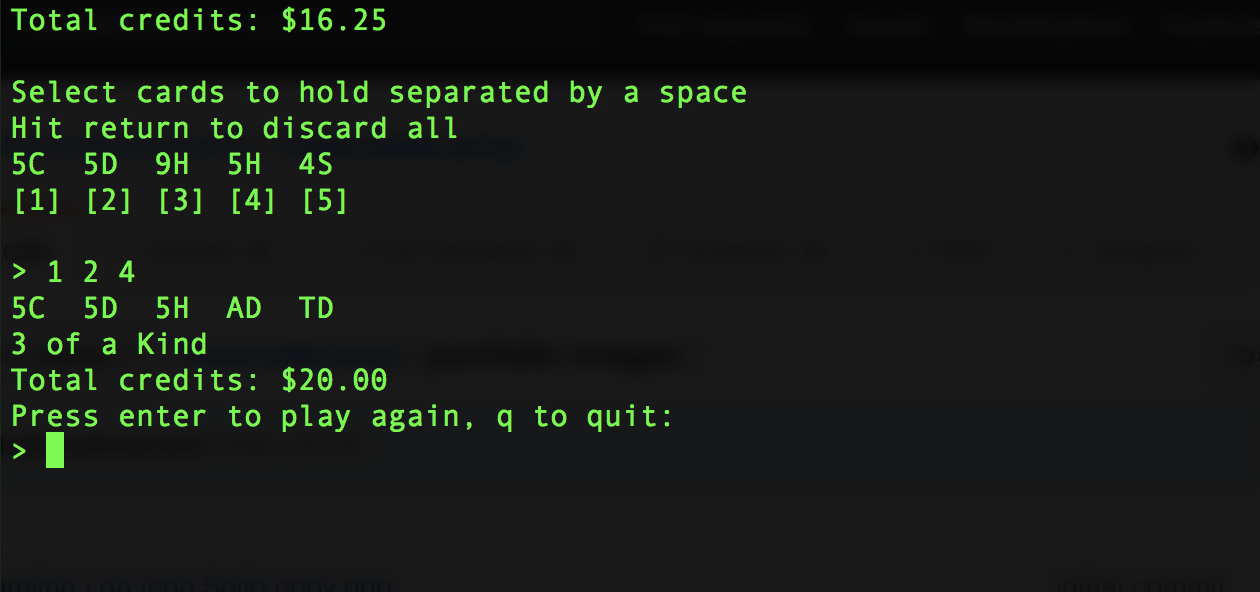 Total credits: $16.25
Select cards to hold separated by a space
Hit return to discard all
5C 5D 9H 5H 4S
[1] [2] [3] [4] [5]
> 1 2 4
5C 5D 5H AD TD
3 of a Kind
Total credits: $20.00
Press enter to play again, q to quit:
>